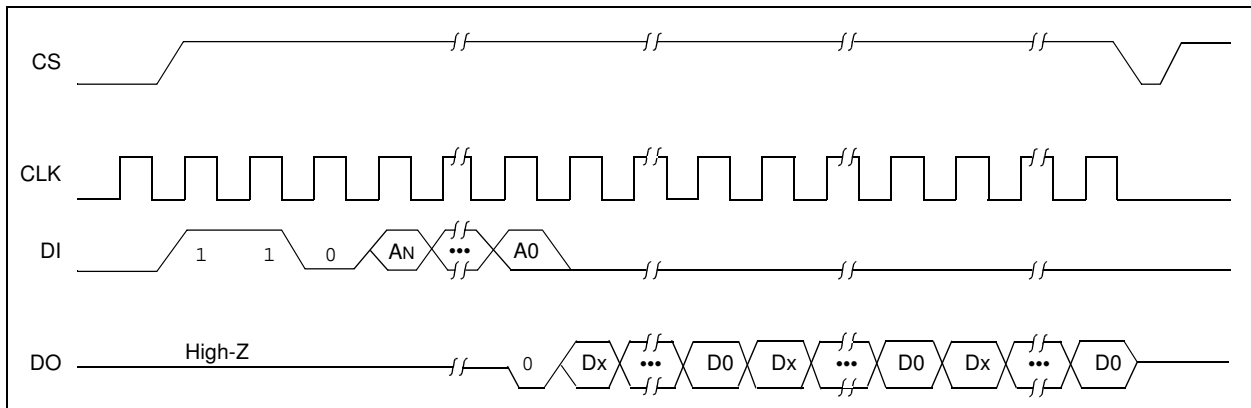 CS
CLK
DI 1 1 0 AN ••• A0
High-Z
DO 0 Dx ••• D0 Dx ••• D0 Dx ••• D0